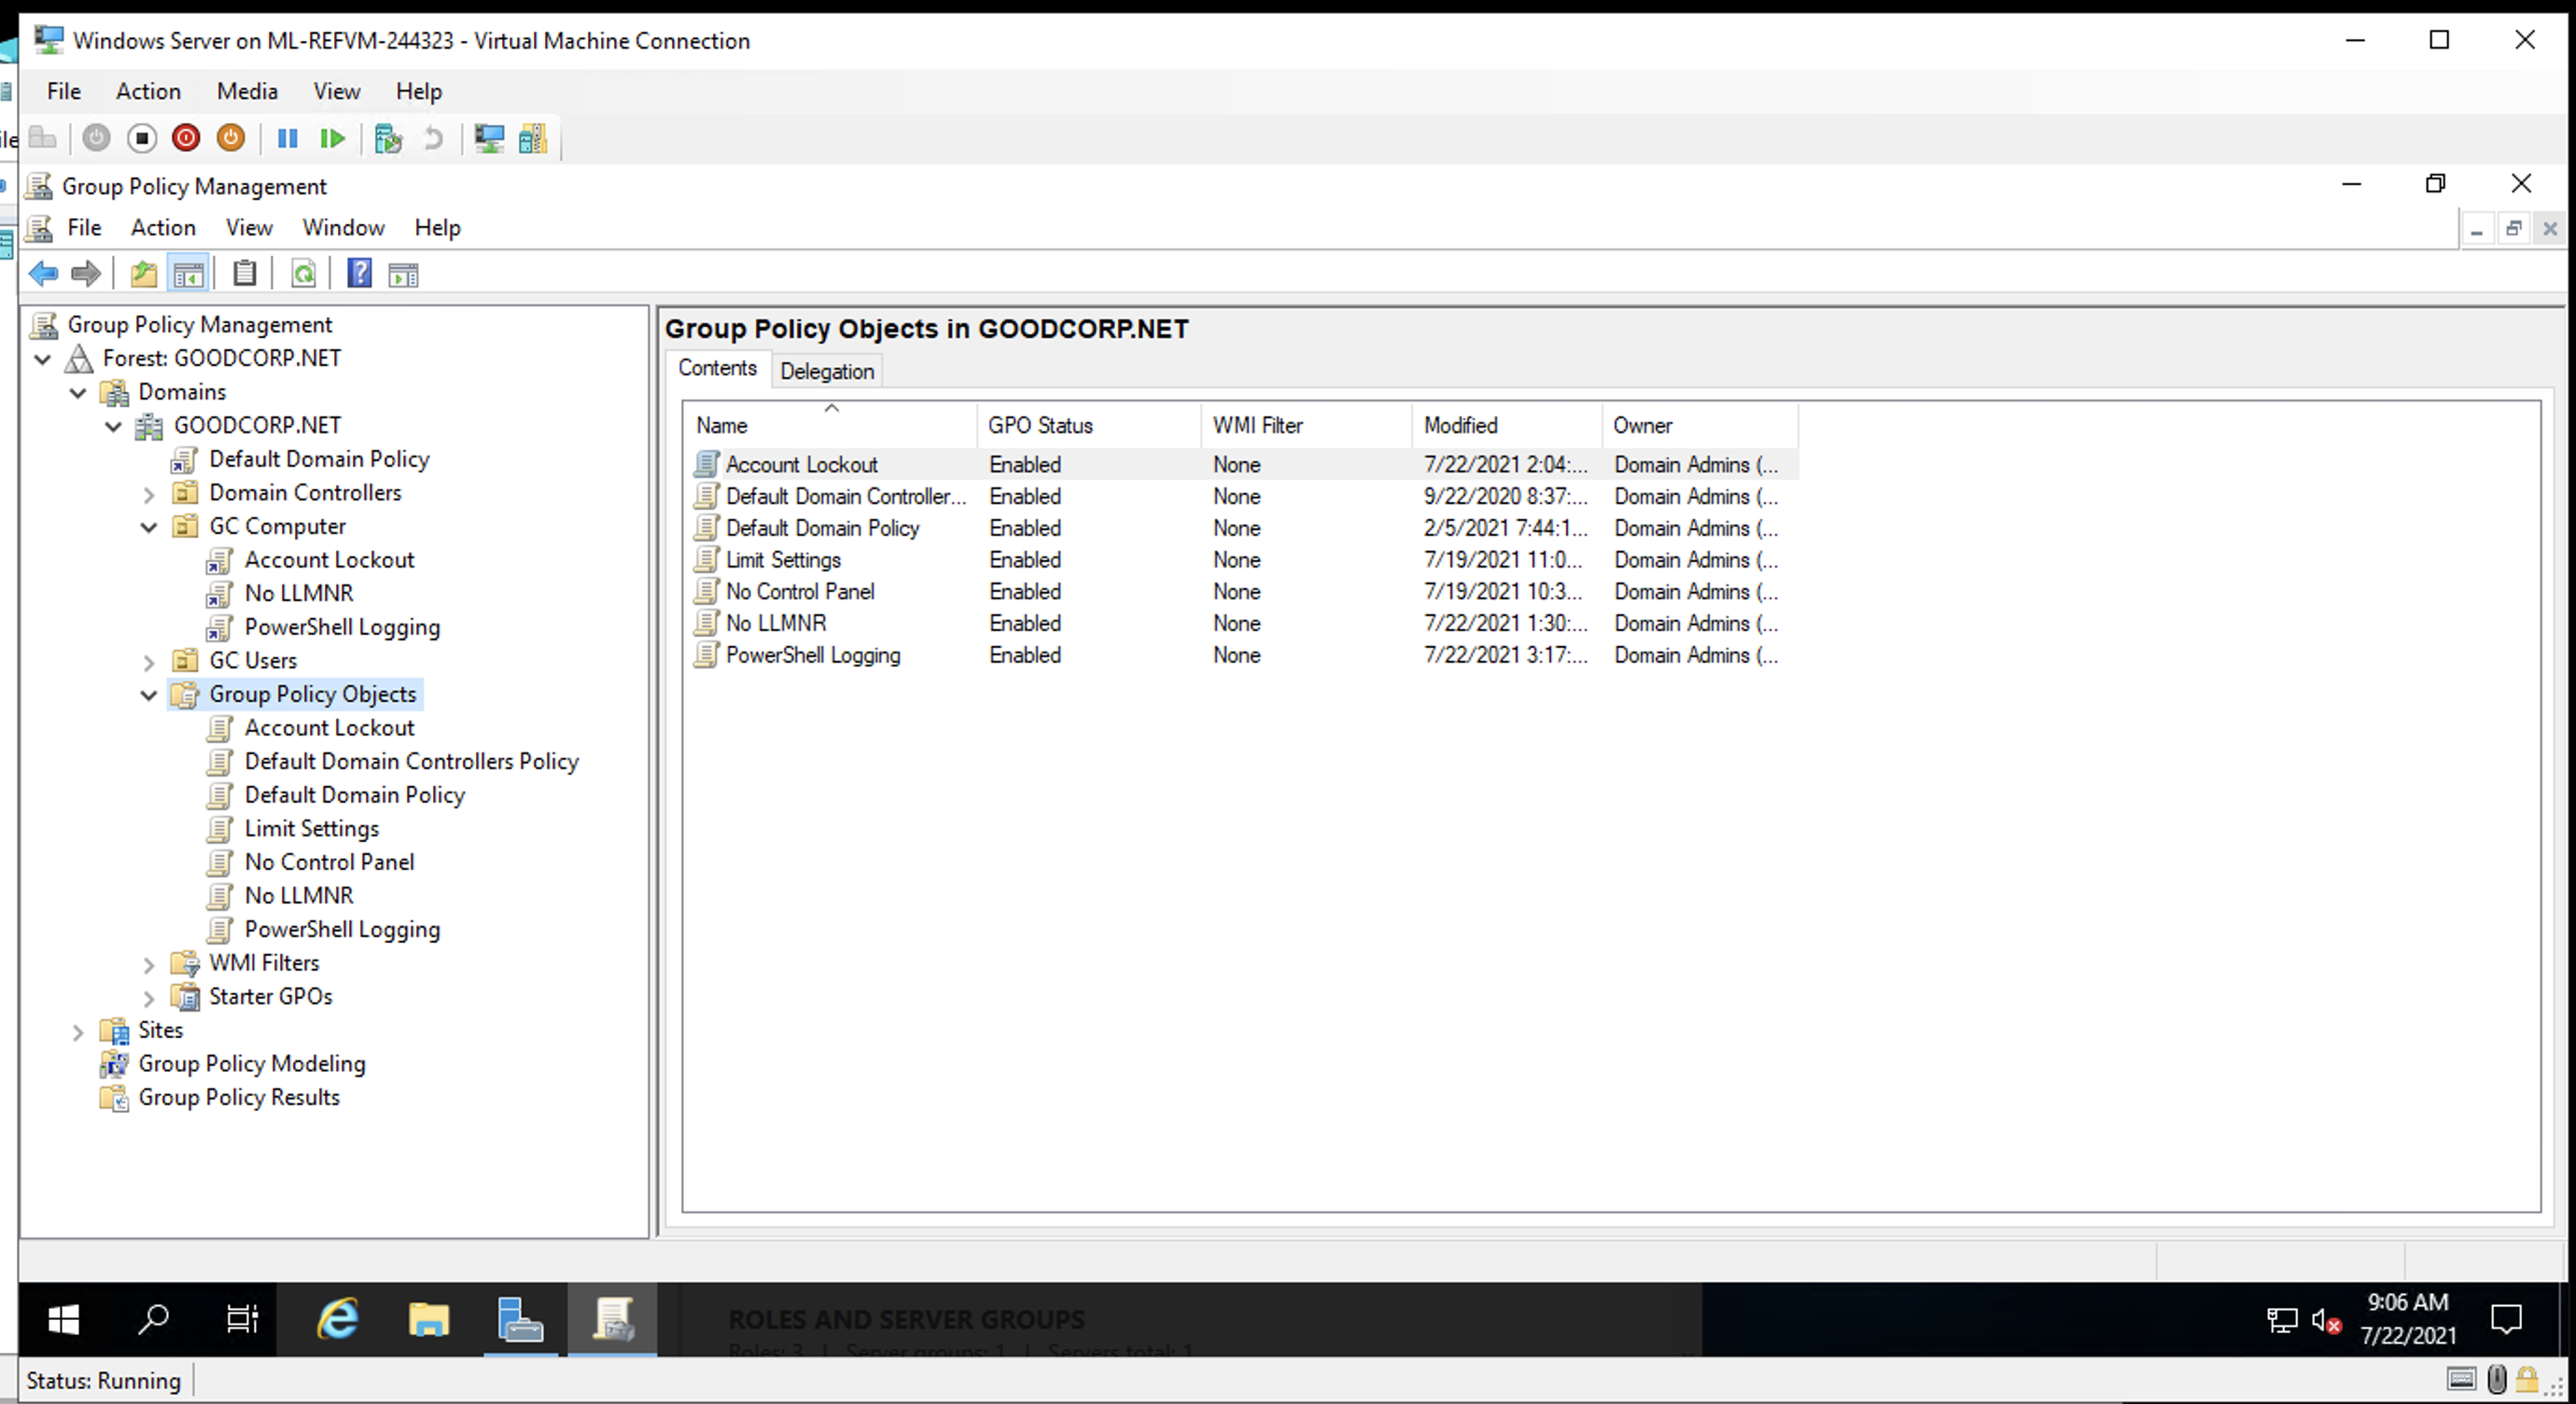 Windows Server on ML-REFVM-244323 - Virtual Machine Connection
File Action Media View Help
Group Policy Management
File Action View Window Help
Group Policy Management
Forest: GOODCORP.NET
Domains
GOODCORP.NET
Default Domain Policy
Domain Controllers
GC Computer
Account Lockout
No LLMNR
PowerShell Logging
GC Users
Group Policy Objects
Account Lockout
Default Domain Controllers Policy
Default Domain Policy
Limit Settings
No Control Panel
No LLMNR
PowerShell Logging
WMI Filters
Starter GPOs
Sites
Group Policy Modeling
Group Policy Results
Group Policy Objects in GOODCORP.NET
Contents Delegation
Name GPO Status WMI Filter Modified Owner
Account Lockout Enabled None 7/22/2021 2:04:... Domain Admins (...
Default Domain Controller... Enabled None 9/22/2020 8:37:... Domain Admins (...
Default Domain Policy Enabled None 2/5/2021 7:44:1... Domain Admins (...
Limit Settings Enabled None 7/19/2021 11:0... Domain Admins (...
No Control Panel Enabled None 7/19/2021 10:3... Domain Admins (...
No LLMNR Enabled None 7/22/2021 1:30:... Domain Admins (...
PowerShell Logging Enabled None 7/22/2021 3:17:... Domain Admins (...
ROLES AND SERVER GROUPS
Roles: 3 | Server groups: 1 | Servers total: 1
9:06 AM
7/22/2021
Status: Running